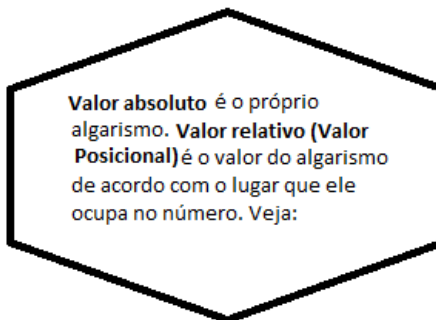 Valor absoluto é o próprio
algarismo. Valor relativo (Valor
Posicional) é o valor do algarismo
de acordo com o lugar que ele
ocupa no número. Veja: